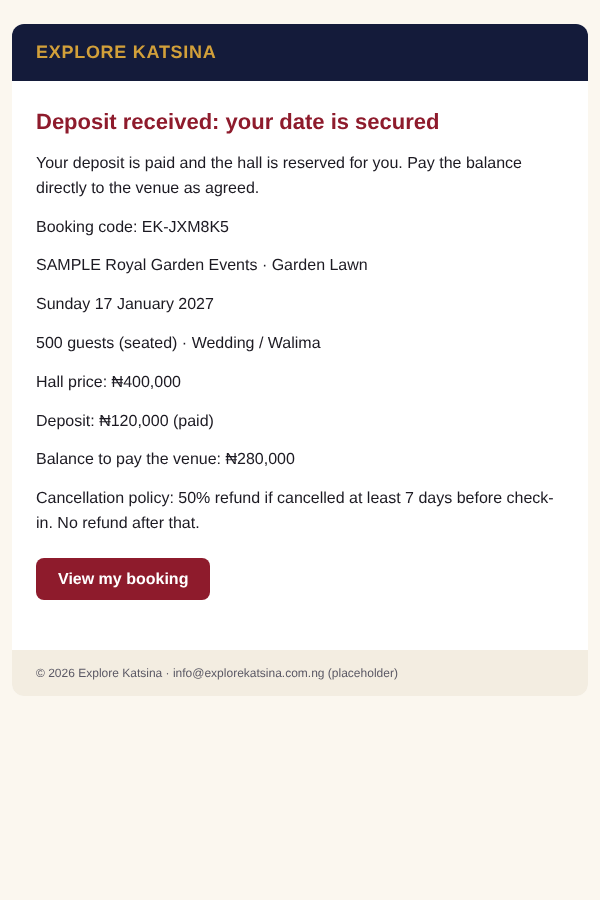 EXPLORE KATSINA
Deposit received: your date is secured
Your deposit is paid and the hall is reserved for you. Pay the balance
directly to the venue as agreed.
Booking code: EK-JXM8K5
SAMPLE Royal Garden Events · Garden Lawn
Sunday 17 January 2027
500 guests (seated) · Wedding / Walima
Hall price: ₦400,000
Deposit: ₦120,000 (paid)
Balance to pay the venue: ₦280,000
Cancellation policy: 50% refund if cancelled at least 7 days before check-
in. No refund after that.
View my booking
© 2026 Explore Katsina · info@explorekatsina.com.ng (placeholder)